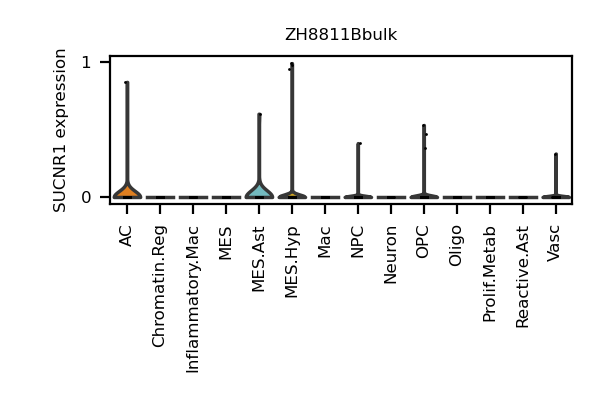 ZH8811Bbulk
SUCNR1 expression
1
0
AC
Chromatin.Reg
Inflammatory.Mac
MES
MES.Ast
MES.Hyp
Mac
NPC
Neuron
OPC
Oligo
Prolif.Metab
Reactive.Ast
Vasc